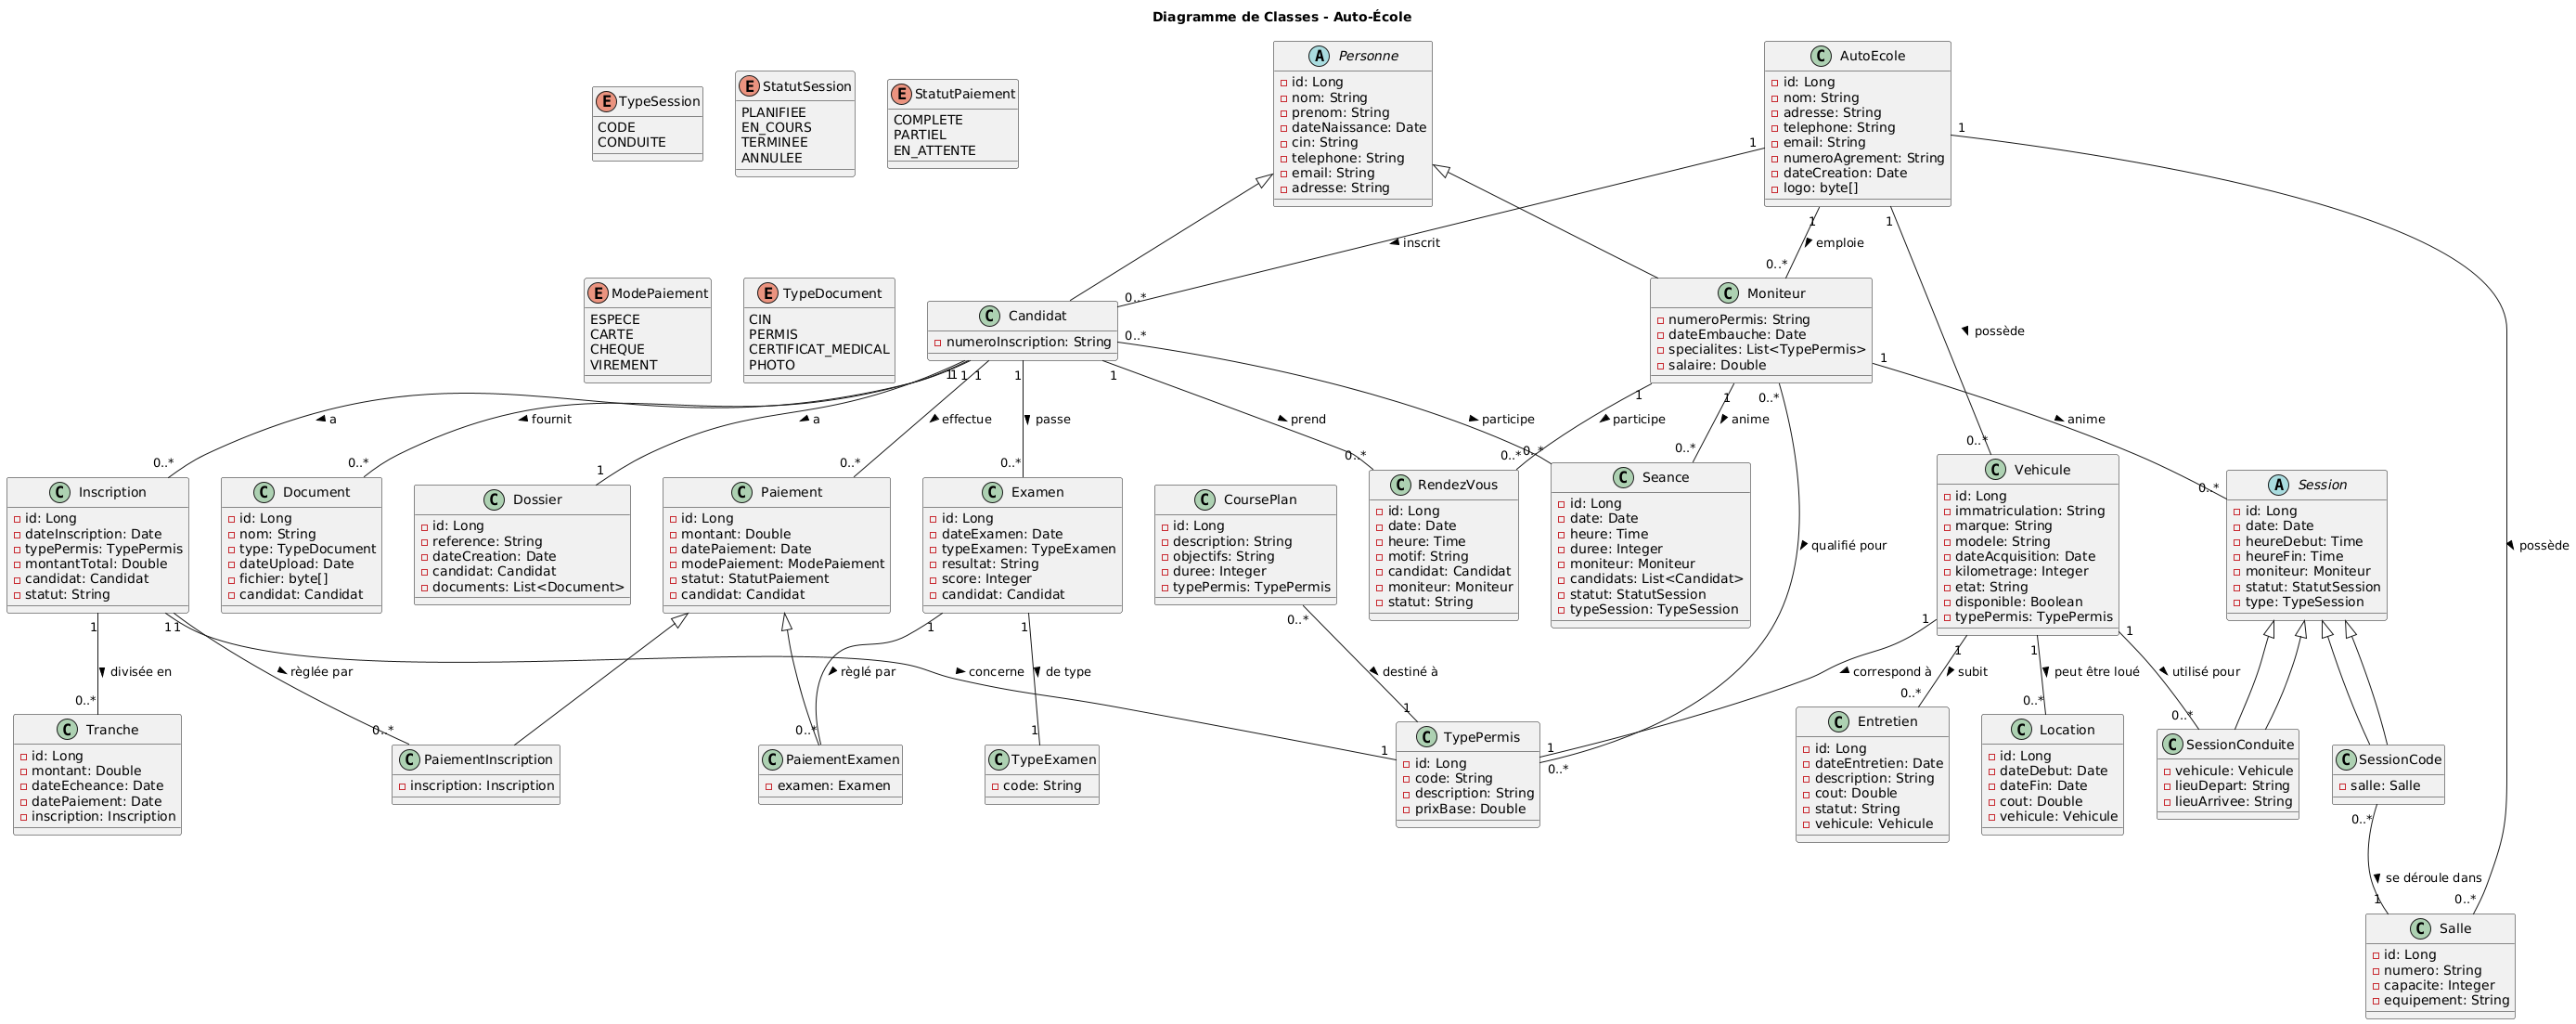 Diagramme de Classes - Auto-École
E TypeSession
CODE
CONDUITE
E StatutSession
PLANIFIEE
EN_COURS
TERMINEE
ANNULEE
E StatutPaiement
COMPLETE
PARTIEL
EN_ATTENTE
A Personne
id: Long
nom: String
prenom: String
dateNaissance: Date
cin: String
telephone: String
email: String
adresse: String
C AutoEcole
id: Long
nom: String
adresse: String
telephone: String
email: String
numeroAgrement: String
dateCreation: Date
logo: byte[]
1
1
1
1
inscrit
emploie
possède
possède
0..*
0..*
0..*
0..*
E ModePaiement
ESPECE
CARTE
CHEQUE
VIREMENT
E TypeDocument
CIN
PERMIS
CERTIFICAT_MEDICAL
PHOTO
C Candidat
numeroInscription: String
C Moniteur
numeroPermis: String
dateEmbauche: Date
specialites: List<TypePermis>
salaire: Double
1
1
1
1
1
1
0..*
1
1
0..*
1
a
fournit
a
effectue
passe
prend
participe
participe
anime
qualifié pour
anime
0..*
0..*
1
0..*
0..*
0..*
0..*
0..*
0..*
0..*
0..*
C Inscription
id: Long
dateInscription: Date
typePermis: TypePermis
montantTotal: Double
candidat: Candidat
statut: String
C Document
id: Long
nom: String
type: TypeDocument
dateUpload: Date
fichier: byte[]
candidat: Candidat
C Dossier
id: Long
reference: String
dateCreation: Date
candidat: Candidat
documents: List<Document>
C Paiement
id: Long
montant: Double
datePaiement: Date
modePaiement: ModePaiement
statut: StatutPaiement
candidat: Candidat
C Examen
id: Long
dateExamen: Date
typeExamen: TypeExamen
resultat: String
score: Integer
candidat: Candidat
C CoursePlan
id: Long
description: String
objectifs: String
duree: Integer
typePermis: TypePermis
C RendezVous
id: Long
date: Date
heure: Time
motif: String
candidat: Candidat
moniteur: Moniteur
statut: String
C Seance
id: Long
date: Date
heure: Time
duree: Integer
moniteur: Moniteur
candidats: List<Candidat>
statut: StatutSession
typeSession: TypeSession
C Vehicule
id: Long
immatriculation: String
marque: String
modele: String
dateAcquisition: Date
kilometrage: Integer
etat: String
disponible: Boolean
typePermis: TypePermis
A Session
id: Long
date: Date
heureDebut: Time
heureFin: Time
moniteur: Moniteur
statut: StatutSession
type: TypeSession
1
1
1
1
1
0..*
1
1
1
1
divisée en
règlée par
concerne
règlé par
de type
destiné à
correspond à
subit
peut être loué
utilisé pour
0..*
0..*
1
0..*
1
1
1
0..*
0..*
0..*
C Tranche
id: Long
montant: Double
dateEcheance: Date
datePaiement: Date
inscription: Inscription
C PaiementInscription
inscription: Inscription
C PaiementExamen
examen: Examen
C TypeExamen
code: String
C TypePermis
id: Long
code: String
description: String
prixBase: Double
C Entretien
id: Long
dateEntretien: Date
description: String
cout: Double
statut: String
vehicule: Vehicule
C Location
id: Long
dateDebut: Date
dateFin: Date
cout: Double
vehicule: Vehicule
C SessionConduite
vehicule: Vehicule
lieuDepart: String
lieuArrivee: String
C SessionCode
salle: Salle
0..*
se déroule dans
1
C Salle
id: Long
numero: String
capacite: Integer
equipement: String